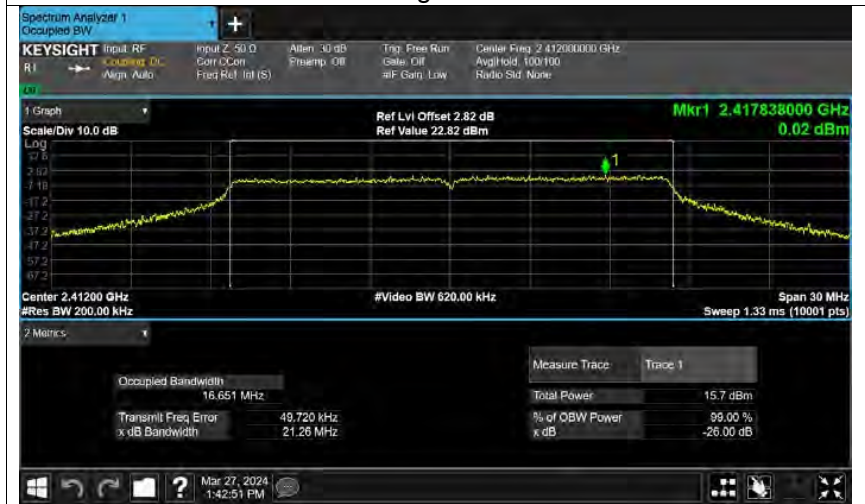 Spectrum Analyzer 1
Occupied BW
+
KEYSIGHT Input: RF Input Z: 50 Ω Atten: 30 dB Trig: Free Run Center Freq: 2.412000000 GHz
Coupling: DC Corr CCorr Preamp: Off Gate: Off Avg|Hold: 100/100
Align: Auto Freq Ref: Int (S) #IF Gain: Low Radio Std: None
1 Graph
Ref Lvl Offset 2.82 dB Mkr1 2.417838000 GHz
Scale/Div 10.0 dB Ref Value 22.82 dBm 0.02 dBm
Log
1
2.82
-7.18
-17.2
-27.2
-37.2
-47.2
-57.2
-67.2
Center 2.41200 GHz #Video BW 620.00 kHz Span 30 MHz
#Res BW 200.00 kHz Sweep 1.33 ms (10001 pts)
2 Metrics
Measure Trace Trace 1
Occupied Bandwidth
16.651 MHz Total Power 15.7 dBm
Transmit Freq Error 49.720 kHz % of OBW Power 99.00 %
x dB Bandwidth 21.26 MHz x dB -26.00 dB
? Mar 27, 2024
1:42:51 PM